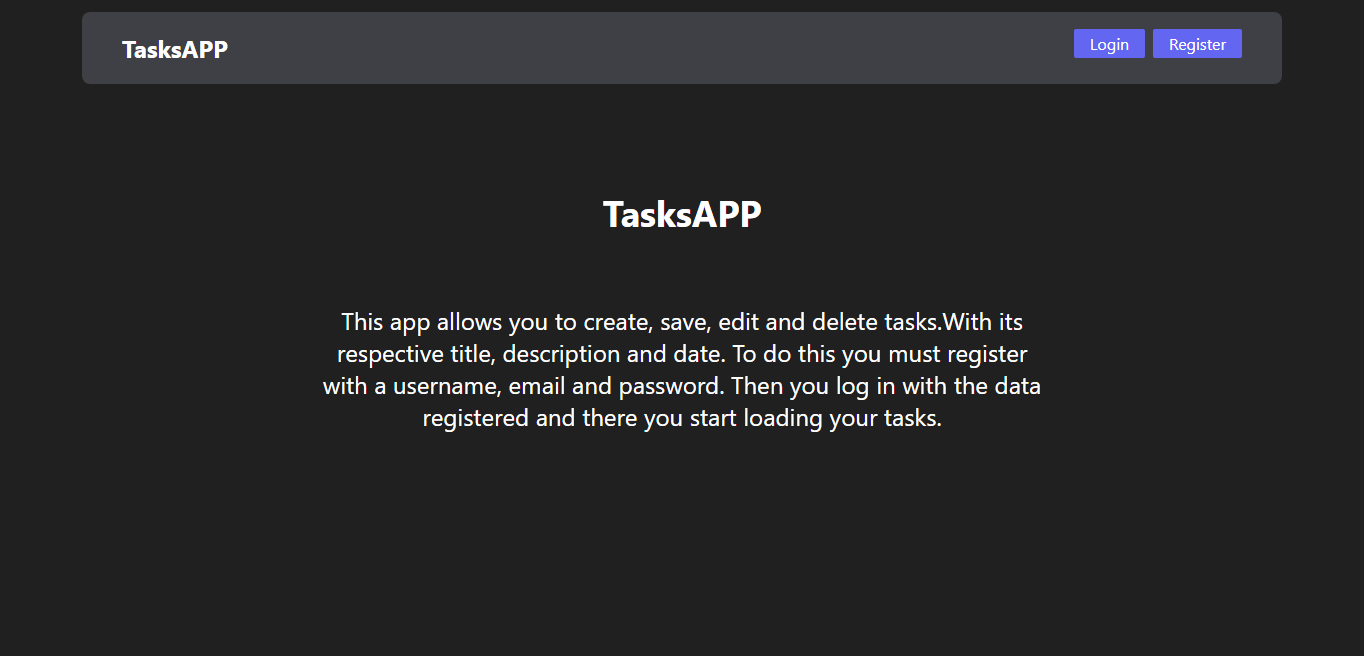 TasksAPP
Login
Register
TasksAPP
This app allows you to create, save, edit and delete tasks.With its
respective title, description and date. To do this you must register
with a username, email and password. Then you log in with the data
registered and there you start loading your tasks.